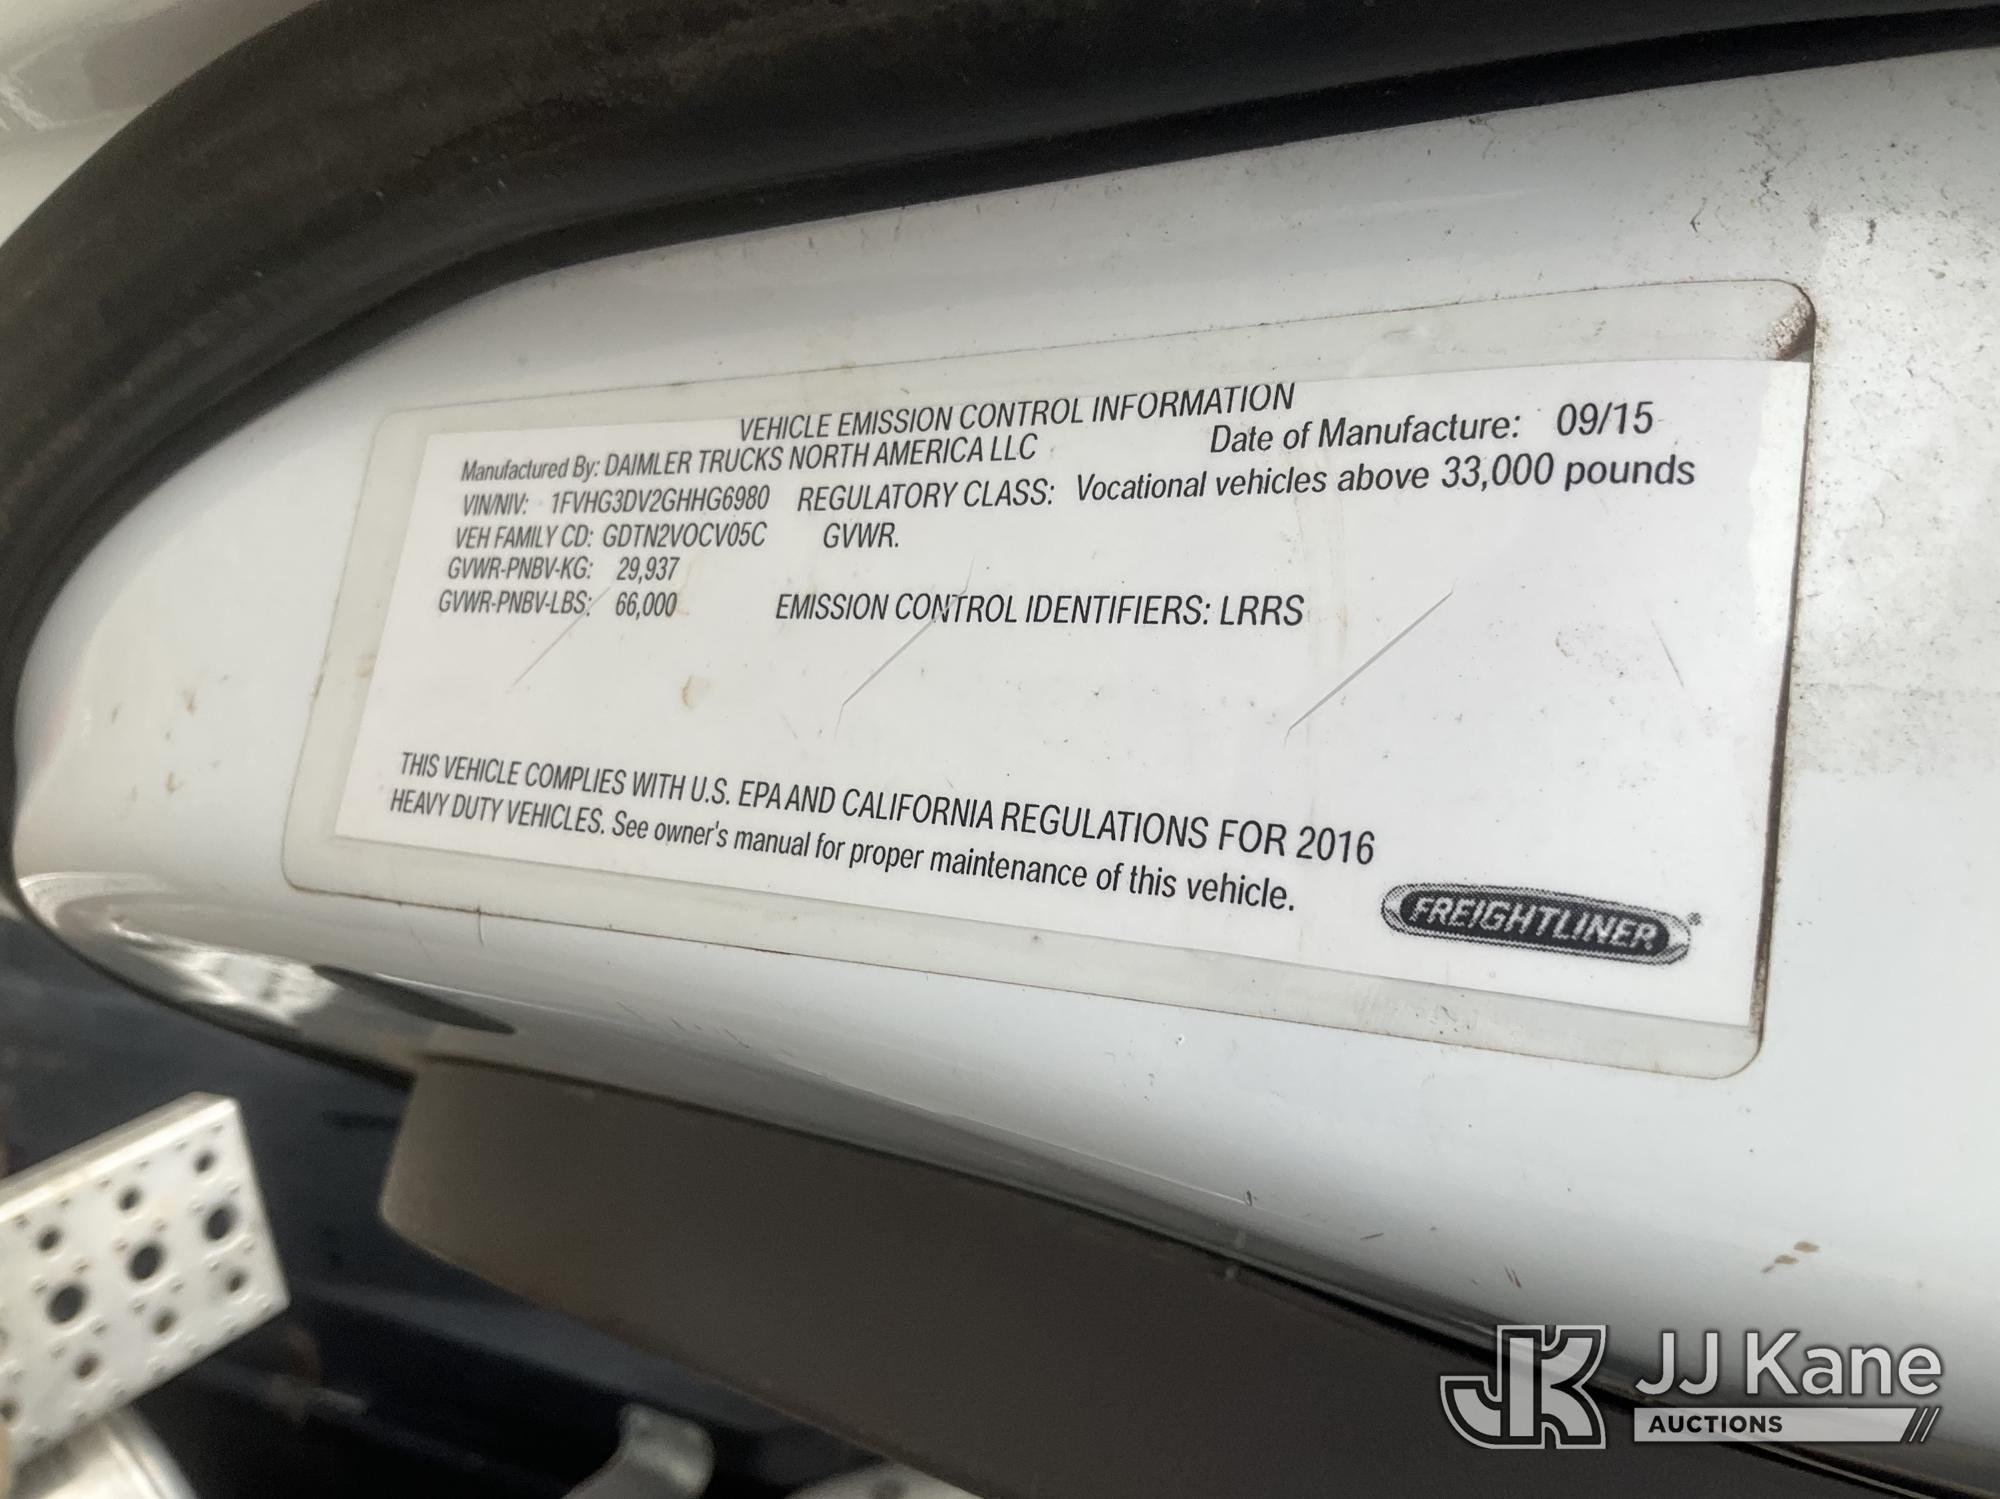 VEHICLE EMISSION CONTROL INFORMATION
Manufactured By: DAIMLER TRUCKS NORTH AMERICA LLC Date of Manufacture: 09/15
VIN/NIV: 1FVHG3DV2GHHG6980 REGULATORY CLASS: Vocational vehicles above 33,000 pounds
VEH FAMILY CD: GDTN2VOCV05C GVWR.
GVWR-PNBV-KG: 29,937
GVWR-PNBV-LBS: 66,000 EMISSION CONTROL IDENTIFIERS: LRRS
THIS VEHICLE COMPLIES WITH U.S. EPA AND CALIFORNIA REGULATIONS FOR 2016
HEAVY DUTY VEHICLES. See owner's manual for proper maintenance of this vehicle.
FREIGHTLINER
JK JJ Kane
AUCTIONS